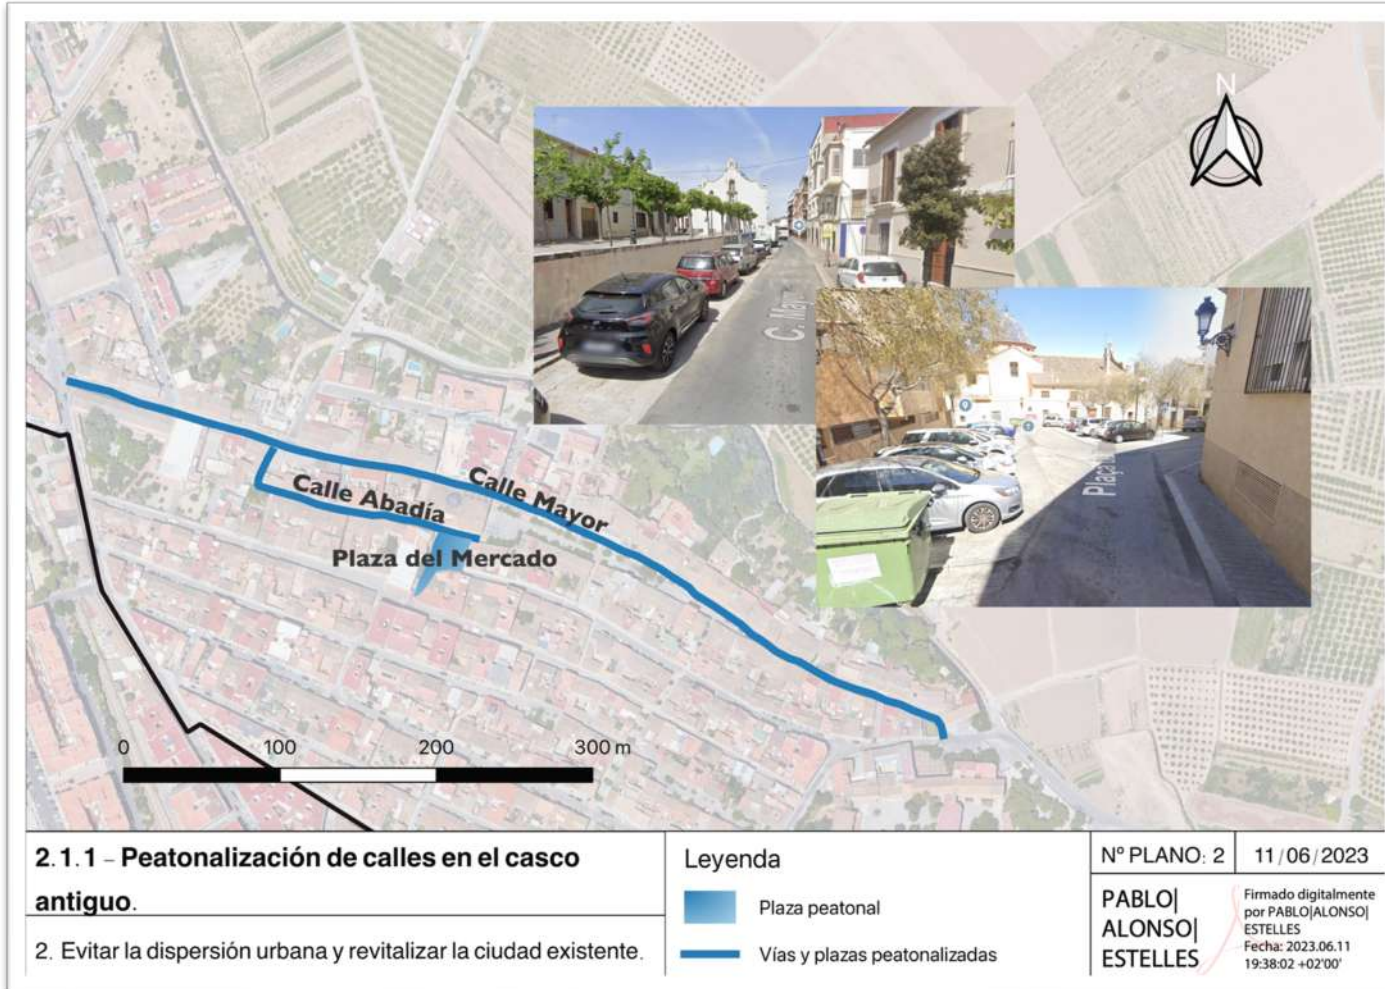 N
C. May
Plaça
Calle Mayor
Calle Abadía
Plaza del Mercado
0 100 200 300 m
2.1.1 – Peatonalización de calles en el casco
antiguo.
2. Evitar la dispersión urbana y revitalizar la ciudad existente.
Leyenda
Plaza peatonal
Vías y plazas peatonalizadas
Nº PLANO: 2
11/06/2023
PABLO|
ALONSO|
ESTELLES
Firmado digitalmente
por PABLO|ALONSO|
ESTELLES
Fecha: 2023.06.11
19:38:02 +02'00'